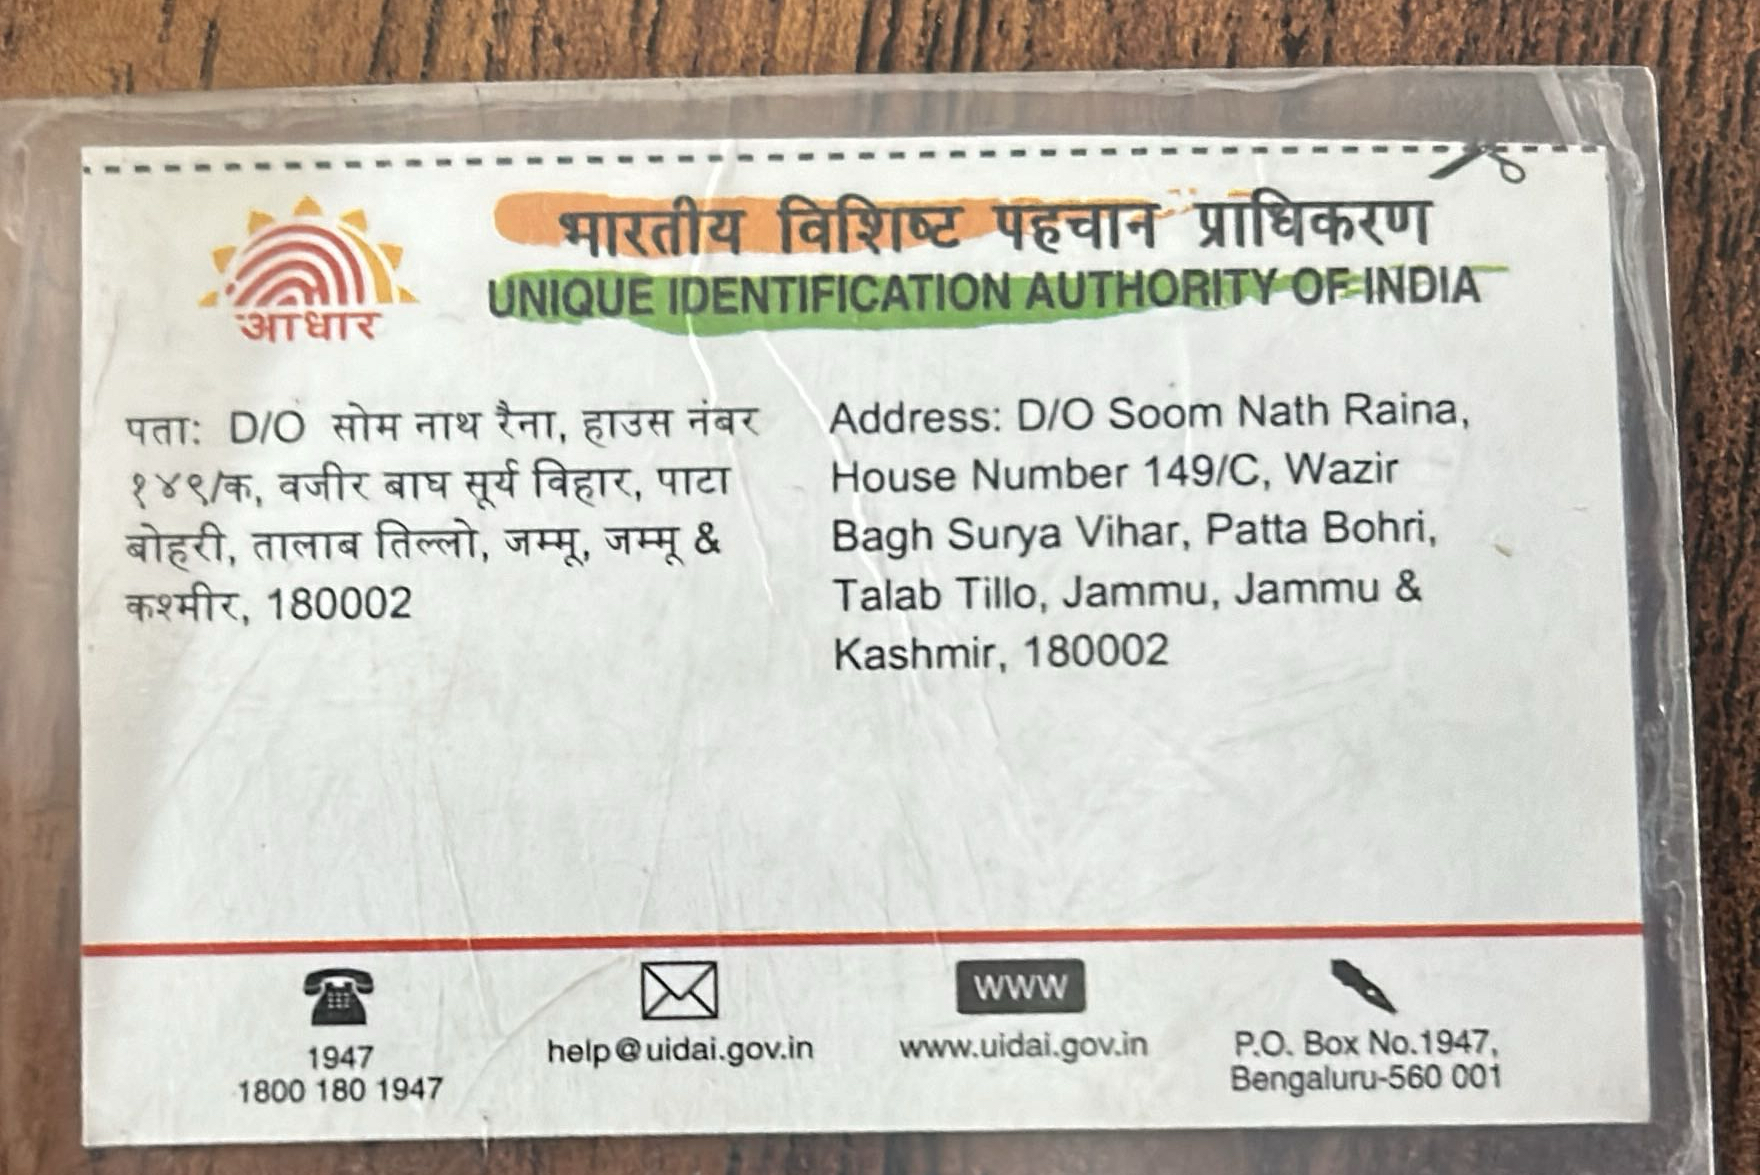 भारतीय विशिष्ट पहचान प्राधिकरण
UNIQUE IDENTIFICATION AUTHORITY OF INDIA
आधार
पता: D/O सोम नाथ रैना, हाउस नंबर
१४९/क, वजीर बाघ सूर्य विहार, पाटा
बोहरी, तालाब तिल्लो, जम्मू, जम्मू &
कश्मीर, 180002
Address: D/O Soom Nath Raina,
House Number 149/C, Wazir
Bagh Surya Vihar, Patta Bohri,
Talab Tillo, Jammu, Jammu &
Kashmir, 180002
1947
1800 180 1947
help@uidai.gov.in
www
www.uidai.gov.in
P.O. Box No.1947,
Bengaluru-560 001